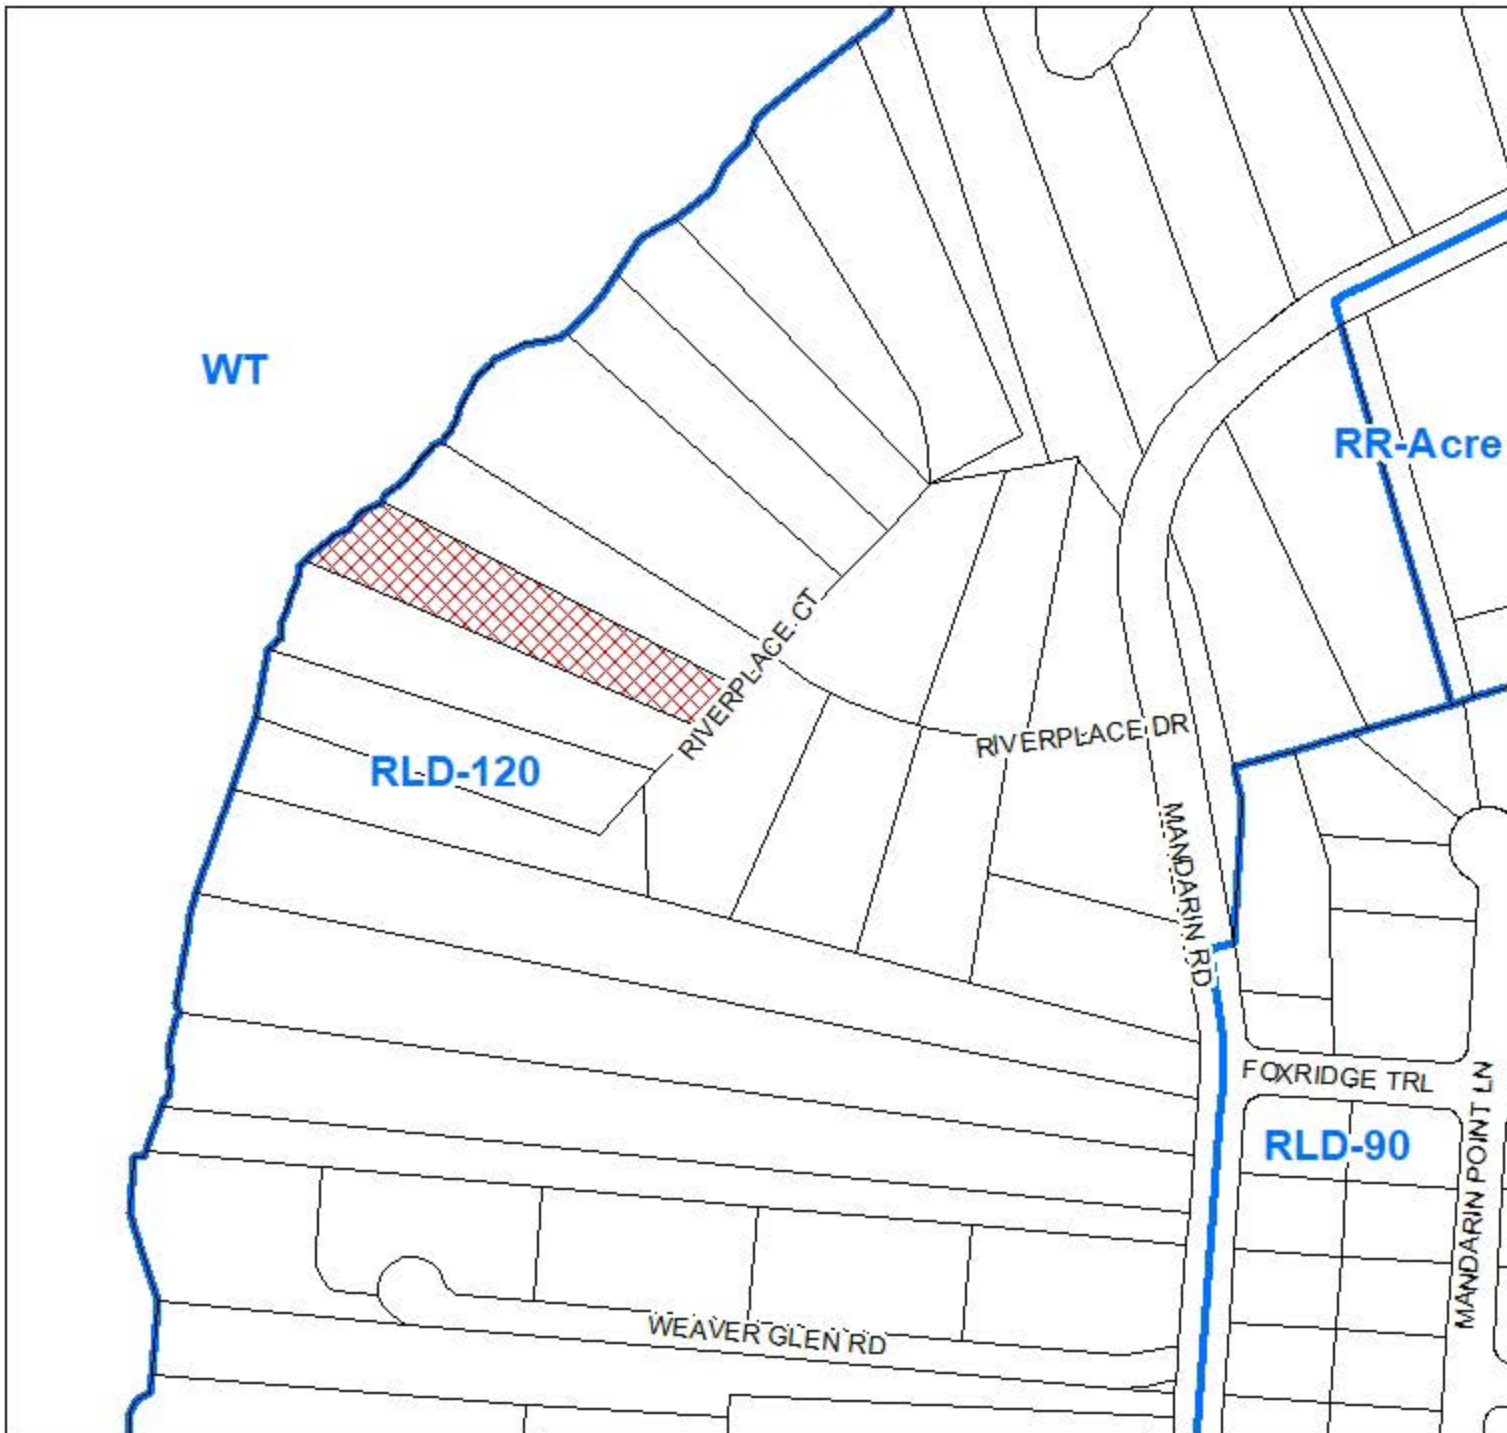 WT
RR-Acre
RIVERPLACE CT
RIVERPLACE DR
RLD-120
MANDARIN RD
FOXRIDGE TRL
RLD-90
MANDARIN POINT LN
WEAVER GLEN RD